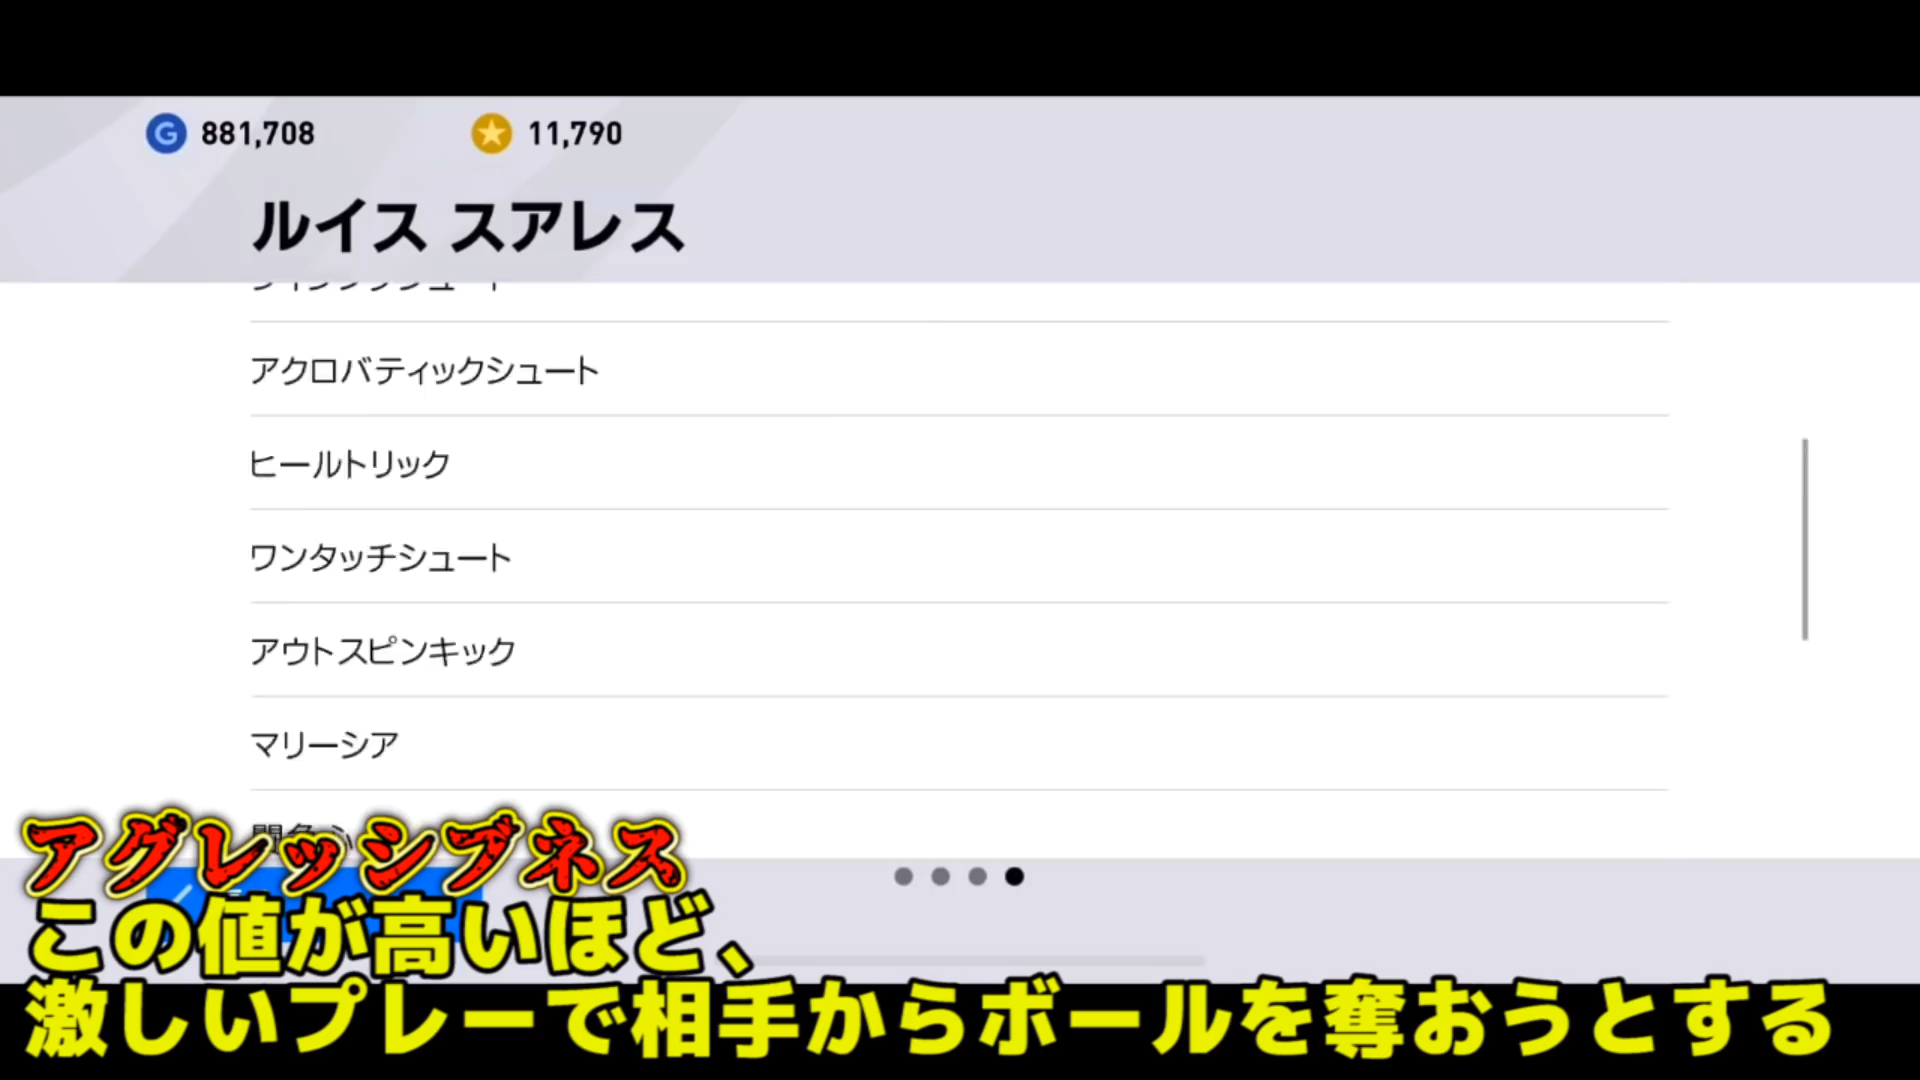 881,708
11,790
ルイス スアレス
アクロバティックシュート
ヒールトリック
ワンタッチシュート
アウトスピンキック
マリーシア
アグレッシブネス
この値が高いほど、
激しいプレーで相手からボールを奪おうとする